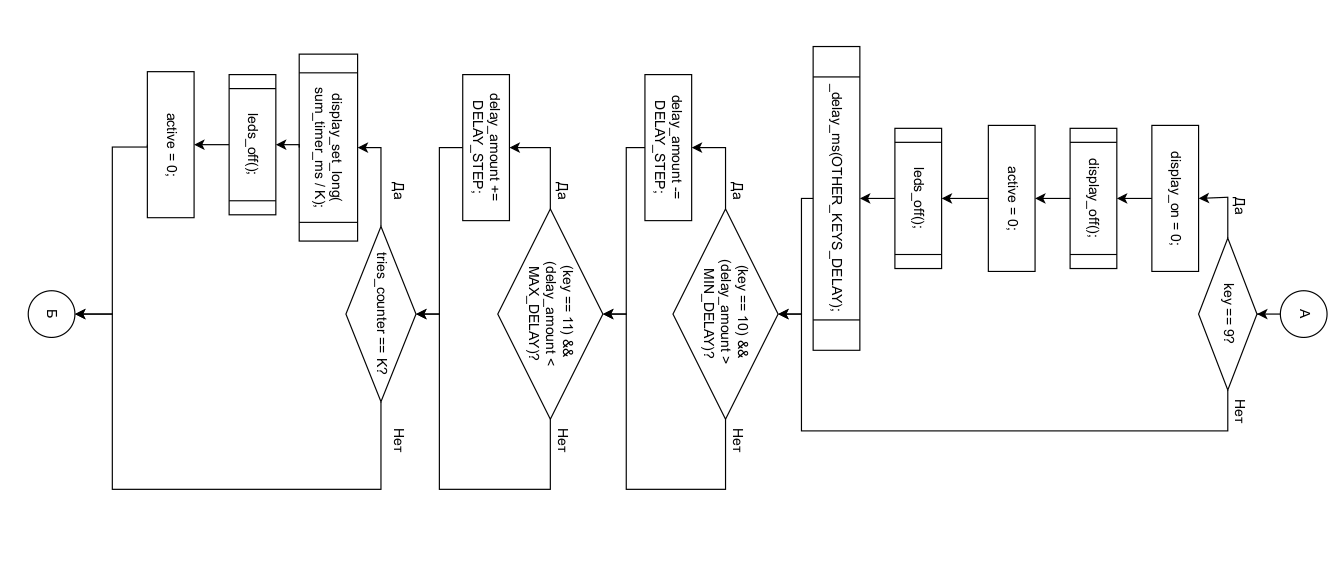 А
key == 9?
Да
Нет
display_on = 0;
display_off();
active = 0;
leds_off();
_delay_ms(OTHER_KEYS_DELAY);
(key == 10) &&
(delay_amount >
MIN_DELAY)?
Да
Нет
delay_amount -=
DELAY_STEP;
(key == 11) &&
(delay_amount <
MAX_DELAY)?
Да
Нет
delay_amount +=
DELAY_STEP;
tries_counter == K?
Да
Нет
display_set_long(
sum_timer_ms / K);
leds_off();
active = 0;
Б